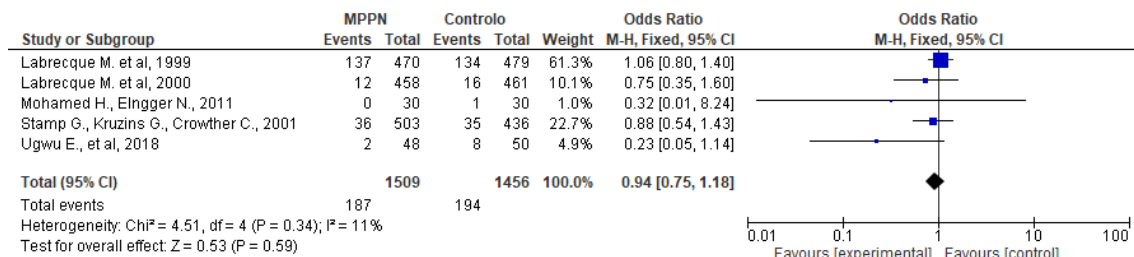 MPPN Controlo Odds Ratio Odds Ratio
Study or Subgroup Events Total Events Total Weight M-H, Fixed, 95% CI M-H, Fixed, 95% CI
Labrecque M. et al, 1999 137 470 134 479 61.3% 1.06 [0.80, 1.40]
Labrecque M. et al, 2000 12 458 16 461 10.1% 0.75 [0.35, 1.60]
Mohamed H., Elngger N., 2011 0 30 1 30 1.0% 0.32 [0.01, 8.24]
Stamp G., Kruzins G., Crowther C., 2001 36 503 35 436 22.7% 0.88 [0.54, 1.43]
Ugwu E., et al, 2018 2 48 8 50 4.9% 0.23 [0.05, 1.14]
Total (95% CI) 1509 1456 100.0% 0.94 [0.75, 1.18]
Total events 187 194
Heterogeneity: Chi² = 4.51, df = 4 (P = 0.34); I² = 11%
Test for overall effect: Z = 0.53 (P = 0.59)
0.01 0.1 1 10 100
Favours [experimental] Favours [control]